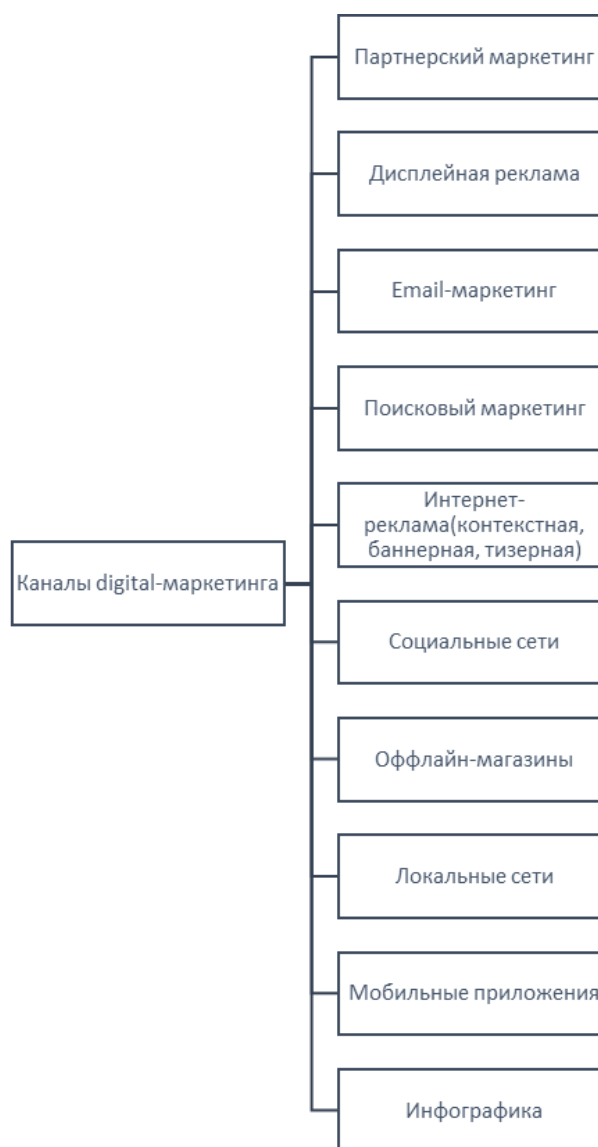 Партнерский маркетинг
Дисплейная реклама
Email-маркетинг
Поисковый маркетинг
Интернет-
реклама(контекстная,
баннерная, тизерная)
Каналы digital-маркетинга
Социальные сети
Оффлайн-магазины
Локальные сети
Мобильные приложения
Инфографика